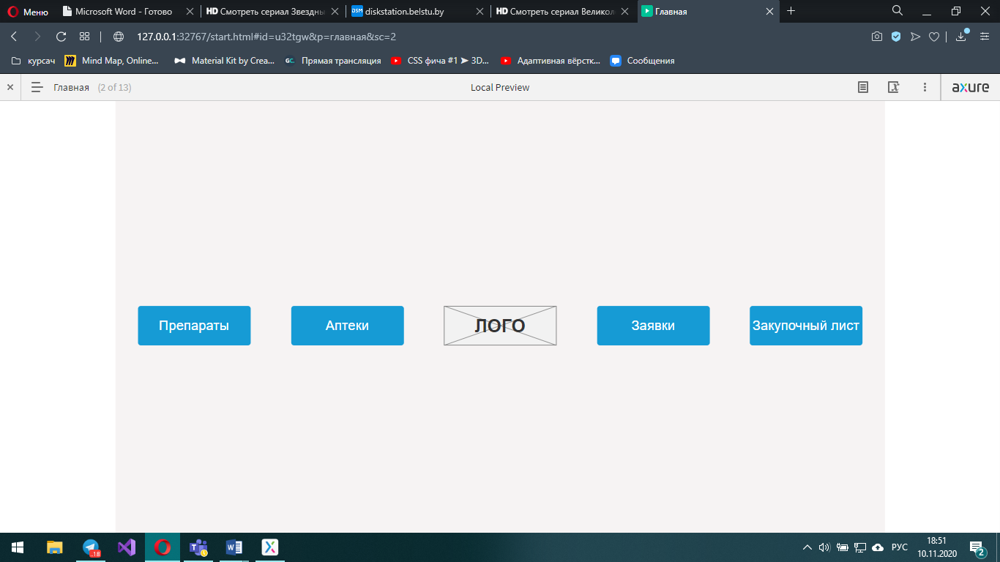 Меню
Microsoft Word - Готово
HD Смотреть сериал Звездны
DSM diskstation.belstu.by
HD Смотреть сериал Великол
Главная
127.0.0.1:32767/start.html#id=u32tgw&p=главная&sc=2
курсач
Mind Map, Online...
Material Kit by Crea...
GC Прямая трансляция
CSS фича #1 ➤ 3D...
Адаптивная вёрстк...
Сообщения
Главная (2 of 13)
Local Preview
axure
Препараты
Аптеки
ЛОГО
Заявки
Закупочный лист
..18
РУС
18:51
10.11.2020
2